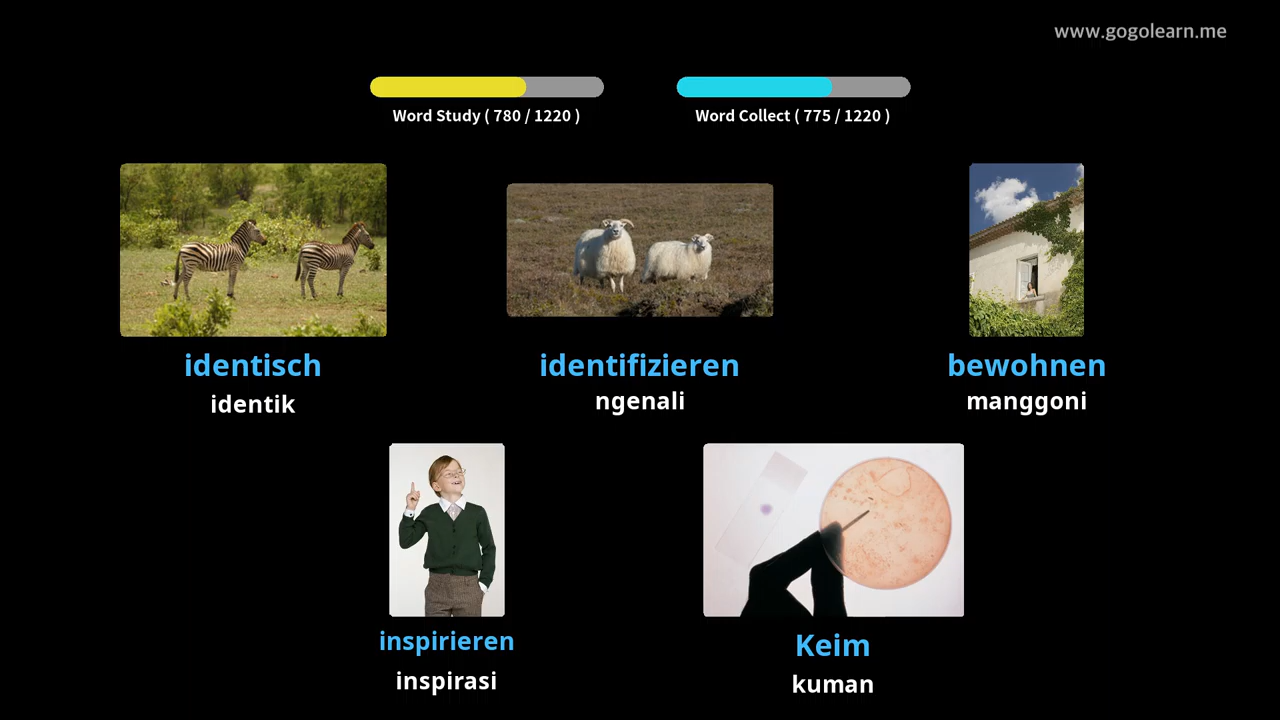 www.gogolearn.me
Word Study ( 780 / 1220 )
Word Collect ( 775 / 1220 )
identisch
identik
identifizieren
ngenali
bewohnen
manggoni
inspirieren
inspirasi
Keim
kuman